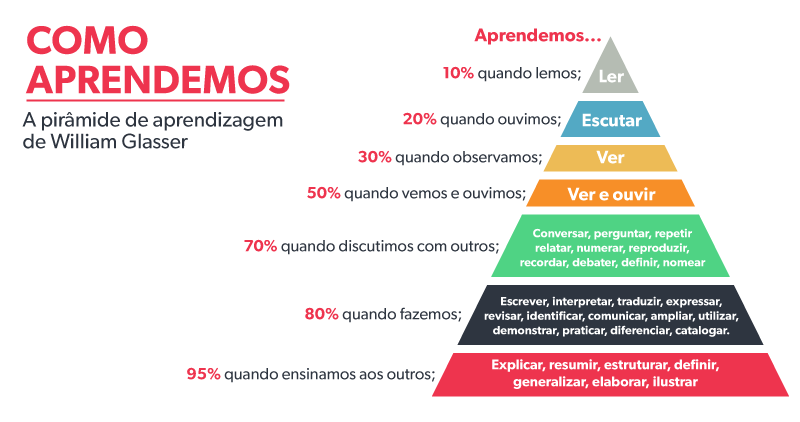 COMO
APRENDEMOS
A pirâmide de aprendizagem
de William Glasser
Aprendemos...
10% quando lemos;
Ler
20% quando ouvimos;
Escutar
30% quando observamos;
Ver
50% quando vemos e ouvimos;
Ver e ouvir
70% quando discutimos com outros;
Conversar, perguntar, repetir
relatar, numerar, reproduzir,
recordar, debater, definir, nomear
80% quando fazemos;
Escrever, interpretar, traduzir, expressar,
revisar, identificar, comunicar, ampliar, utilizar,
demonstrar, praticar, diferenciar, catalogar.
95% quando ensinamos aos outros;
Explicar, resumir, estruturar, definir,
generalizar, elaborar, ilustrar